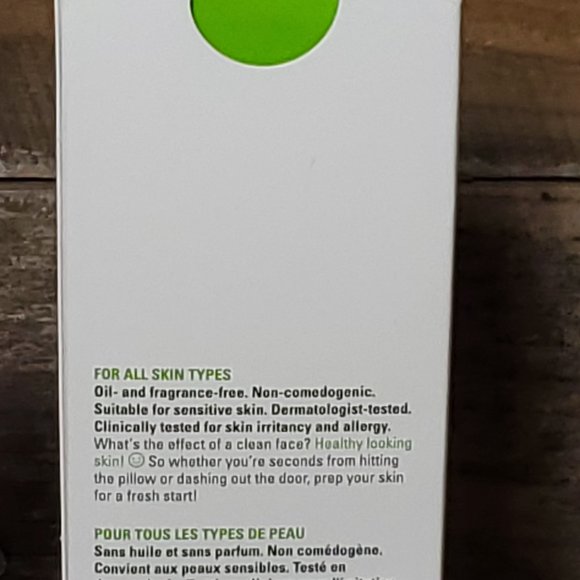 FOR ALL SKIN TYPES
Oil- and fragrance-free. Non-comedogenic.
Suitable for sensitive skin. Dermatologist-tested.
Clinically tested for skin irritancy and allergy.
What's the effect of a clean face? Healthy looking
skin! ☺ So whether you're seconds from hitting
the pillow or dashing out the door, prep your skin
for a fresh start!
POUR TOUS LES TYPES DE PEAU
Sans huile et sans parfum. Non comédogène.
Convient aux peaux sensibles. Testé en